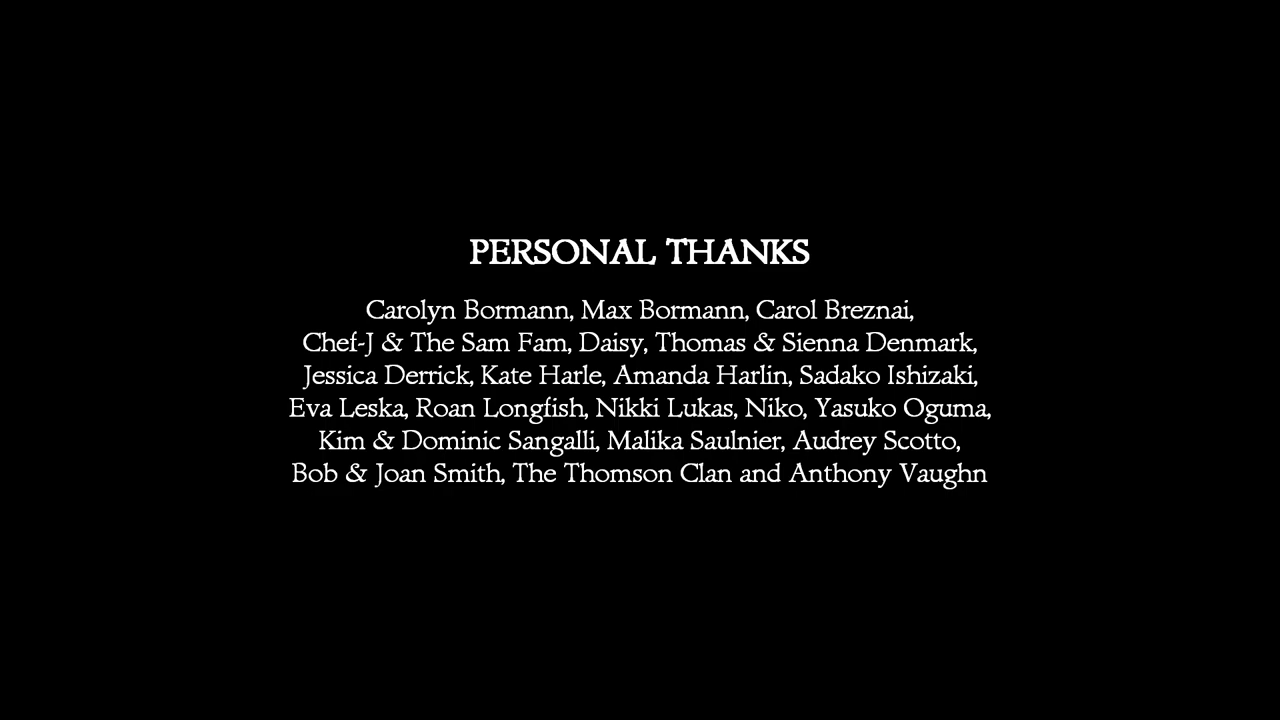 PERSONAL THANKS
Carolyn Bormann, Max Bormann, Carol Breznai,
Chef-J & The Sam Fam, Daisy, Thomas & Sienna Denmark,
Jessica Derrick, Kate Harle, Amanda Harlin, Sadako Ishizaki,
Eva Leska, Roan Longfish, Nikki Lukas, Niko, Yasuko Oguma,
Kim & Dominic Sangalli, Malika Saulnier, Audrey Scotto,
Bob & Joan Smith, The Thomson Clan and Anthony Vaughn